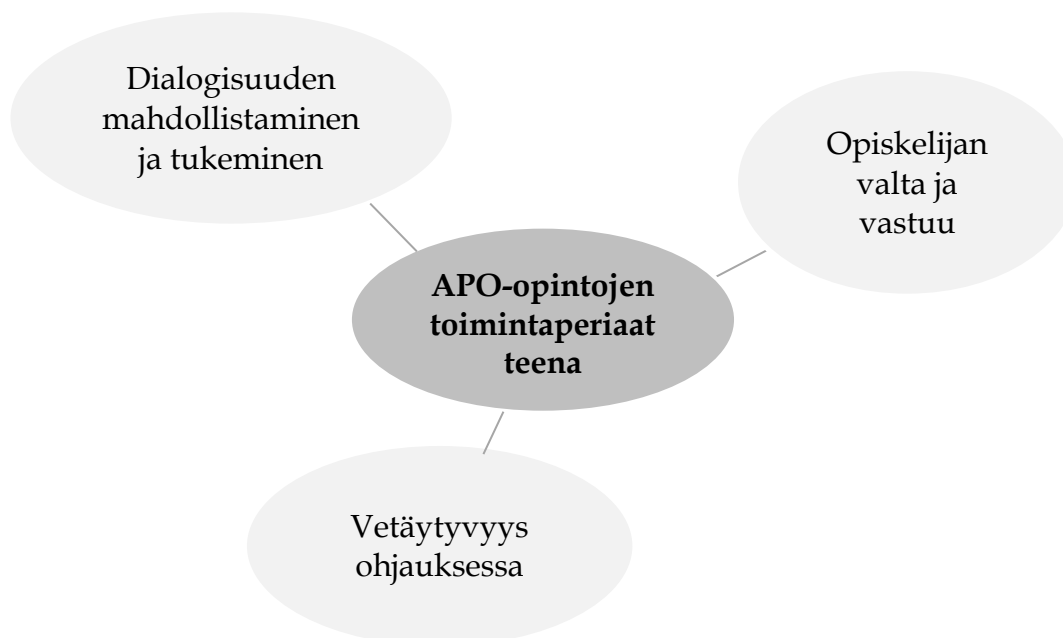 Dialogisuuden
mahdollistaminen
ja tukeminen
Opiskelijan
valta ja
vastuu
APO-opintojen
toimintaperiaat
teena
Vetäytyvyys
ohjauksessa